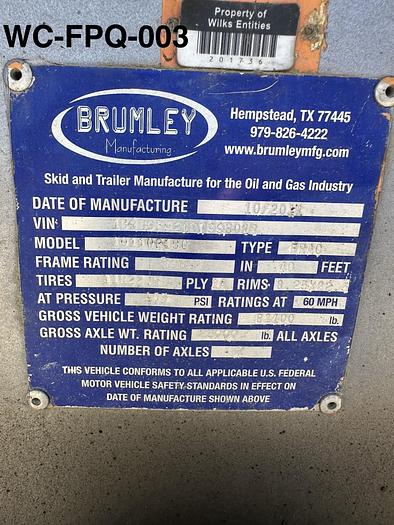 WC-FPQ-003
Property of
Wilks Entities
201736
BRUMLEY
Manufacturing
Hempstead, TX 77445
979-826-4222
www.brumleymfg.com
Skid and Trailer Manufacture for the Oil and Gas Industry
DATE OF MANUFACTURE
VIN:
MODEL TYPE
FRAME RATING IN 40 FEET
TIRES PLY RIMS
AT PRESSURE PSI RATINGS AT 60 MPH
GROSS VEHICLE WEIGHT RATING lb.
GROSS AXLE WT. RATING lb. ALL AXLES
NUMBER OF AXLES
THIS VEHICLE CONFORMS TO ALL APPLICABLE U.S. FEDERAL
MOTOR VEHICLE SAFETY STANDARDS IN EFFECT ON
DATE OF MANUFACTURE SHOWN ABOVE